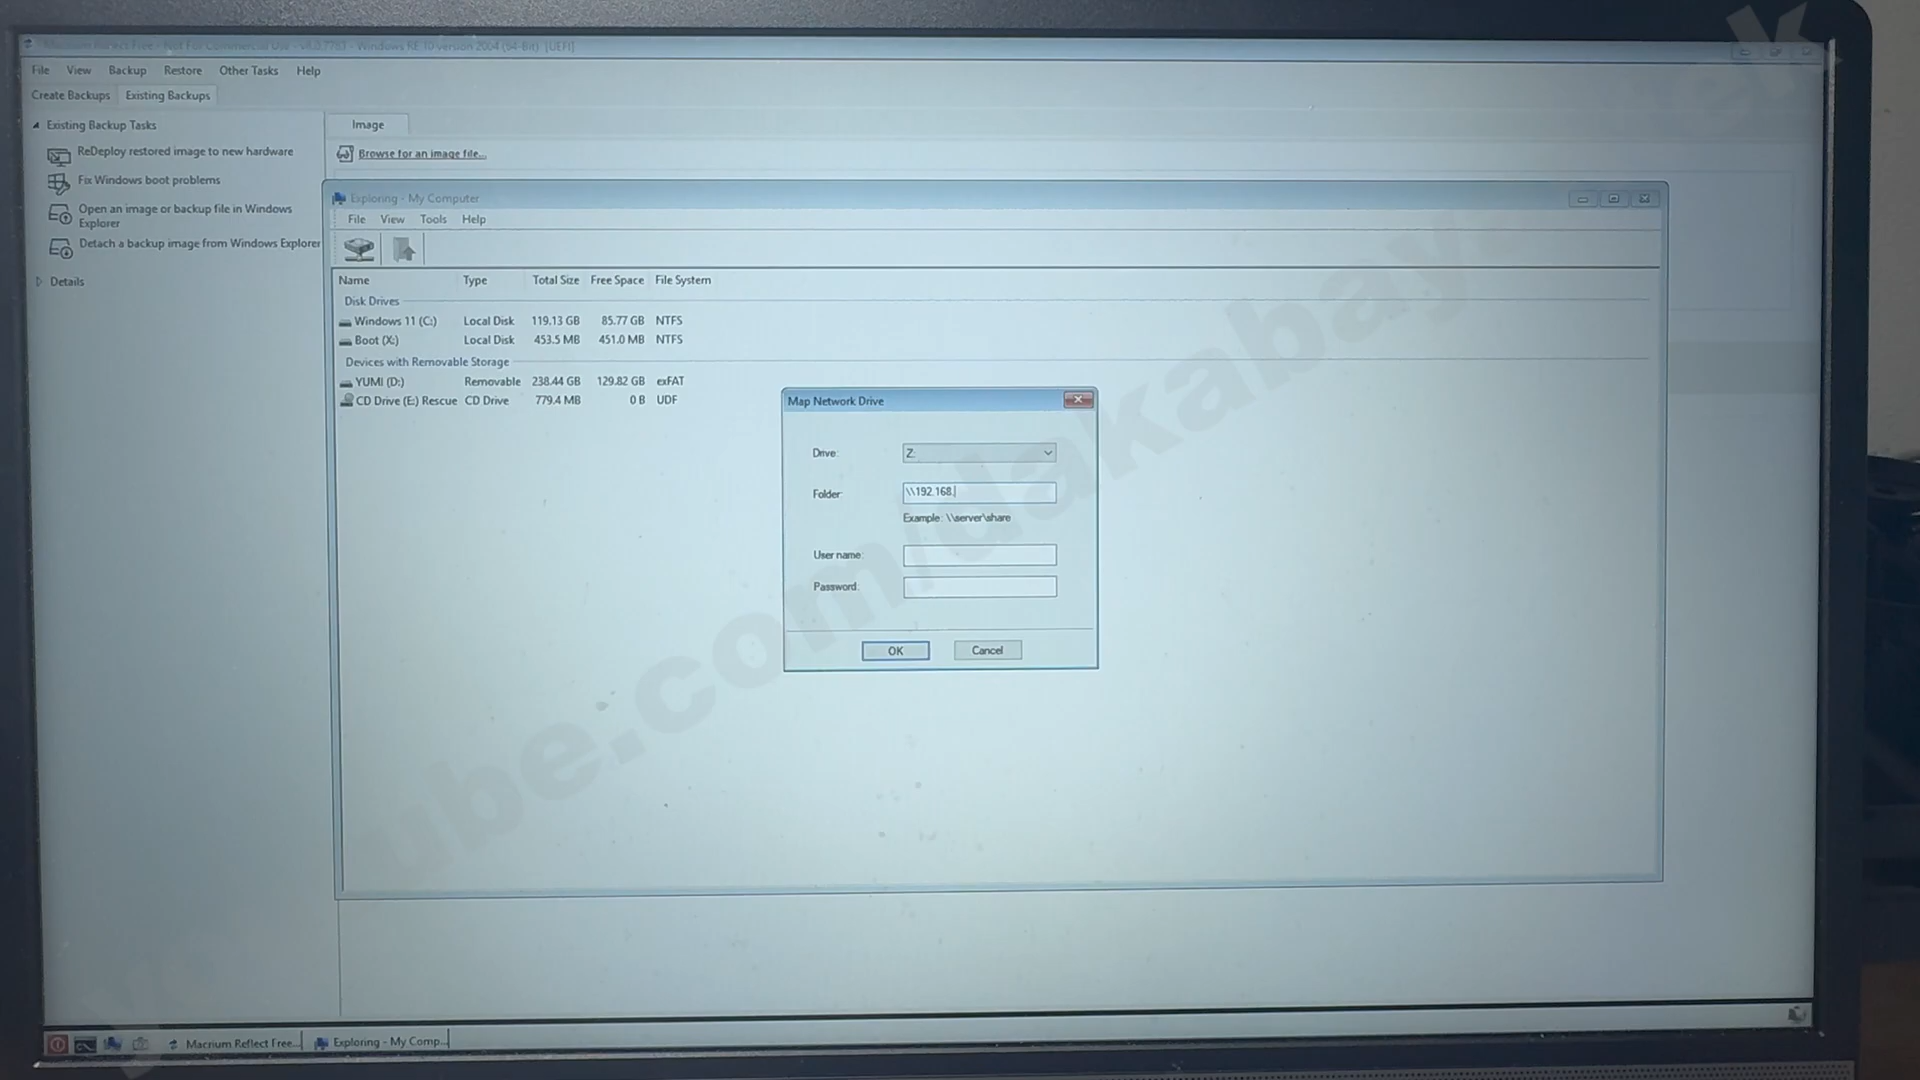 Macrium Reflect Free - Not For Commercial Use - v8.0.7783 - Windows RE 10 version 2004 (64-Bit) [UEFI]
File View Backup Restore Other Tasks Help
Create Backups Existing Backups
Existing Backup Tasks
ReDeploy restored image to new hardware
Fix Windows boot problems
Open an image or backup file in Windows
Explorer
Detach a backup image from Windows Explorer
Details
Image
Browse for an image file...
Exploring - My Computer
File View Tools Help
Name Type Total Size Free Space File System
Disk Drives
Windows 11 (C:) Local Disk 119.13 GB 85.77 GB NTFS
Boot (X:) Local Disk 453.5 MB 451.0 MB NTFS
Devices with Removable Storage
YUMI (D:) Removable 238.44 GB 129.82 GB exFAT
CD Drive (E:) Rescue CD Drive 779.4 MB 0 B UDF
Map Network Drive
Drive: Z:
Folder: \\192.168.
Example: \\server\share
User name:
Password:
OK Cancel
Macrium Reflect Free... Exploring - My Comp...